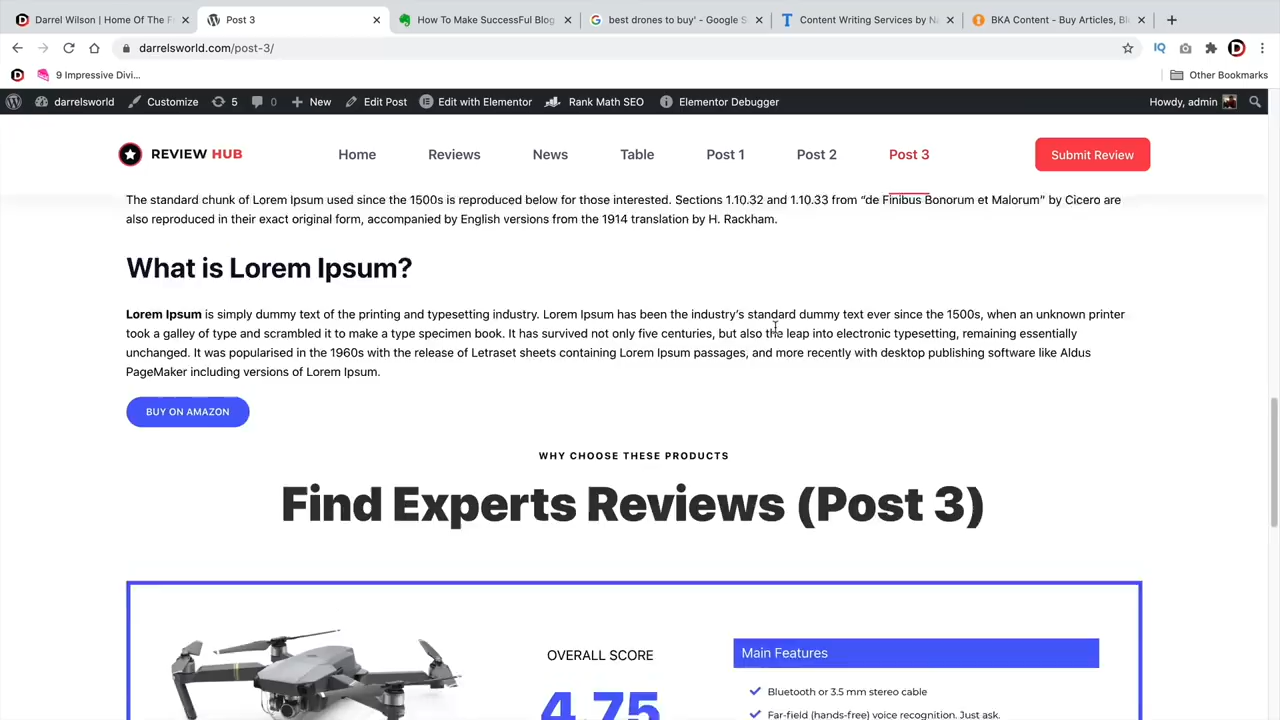 Darrel Wilson | Home Of The F
Post 3
How To Make SuccessFul Blog
best drones to buy' - Google S
Content Writing Services by N
BKA Content - Buy Articles, Bl
darrelsworld.com/post-3/
9 Impressive Divi...
Other Bookmarks
darrelsworld
Customize
5
0
New
Edit Post
Edit with Elementor
Rank Math SEO
Elementor Debugger
Howdy, admin
REVIEW HUB
Home
Reviews
News
Table
Post 1
Post 2
Post 3
Submit Review
The standard chunk of Lorem Ipsum used since the 1500s is reproduced below for those interested. Sections 1.10.32 and 1.10.33 from “de Finibus Bonorum et Malorum” by Cicero are
also reproduced in their exact original form, accompanied by English versions from the 1914 translation by H. Rackham.
What is Lorem Ipsum?
Lorem Ipsum is simply dummy text of the printing and typesetting industry. Lorem Ipsum has been the industry’s standard dummy text ever since the 1500s, when an unknown printer
took a galley of type and scrambled it to make a type specimen book. It has survived not only five centuries, but also the leap into electronic typesetting, remaining essentially
unchanged. It was popularised in the 1960s with the release of Letraset sheets containing Lorem Ipsum passages, and more recently with desktop publishing software like Aldus
PageMaker including versions of Lorem Ipsum.
BUY ON AMAZON
WHY CHOOSE THESE PRODUCTS
Find Experts Reviews (Post 3)
OVERALL SCORE
4.75
Main Features
Bluetooth or 3.5 mm stereo cable
Far-field (hands-free) voice recognition. Just ask.